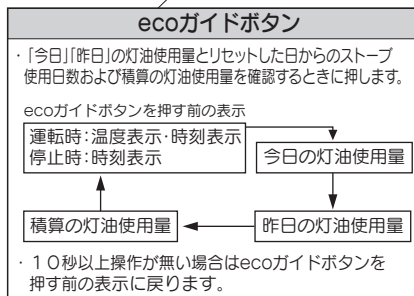 ecoガイドボタン
・「今日」「昨日」の灯油使用量とリセットした日からのストーブ
使用日数および積算の灯油使用量を確認するときに押します。
ecoガイドボタンを押す前の表示
運転時：温度表示・時刻表示
停止時：時刻表示
今日の灯油使用量
積算の灯油使用量
昨日の灯油使用量
・１０秒以上操作が無い場合はecoガイドボタンを
押す前の表示に戻ります。